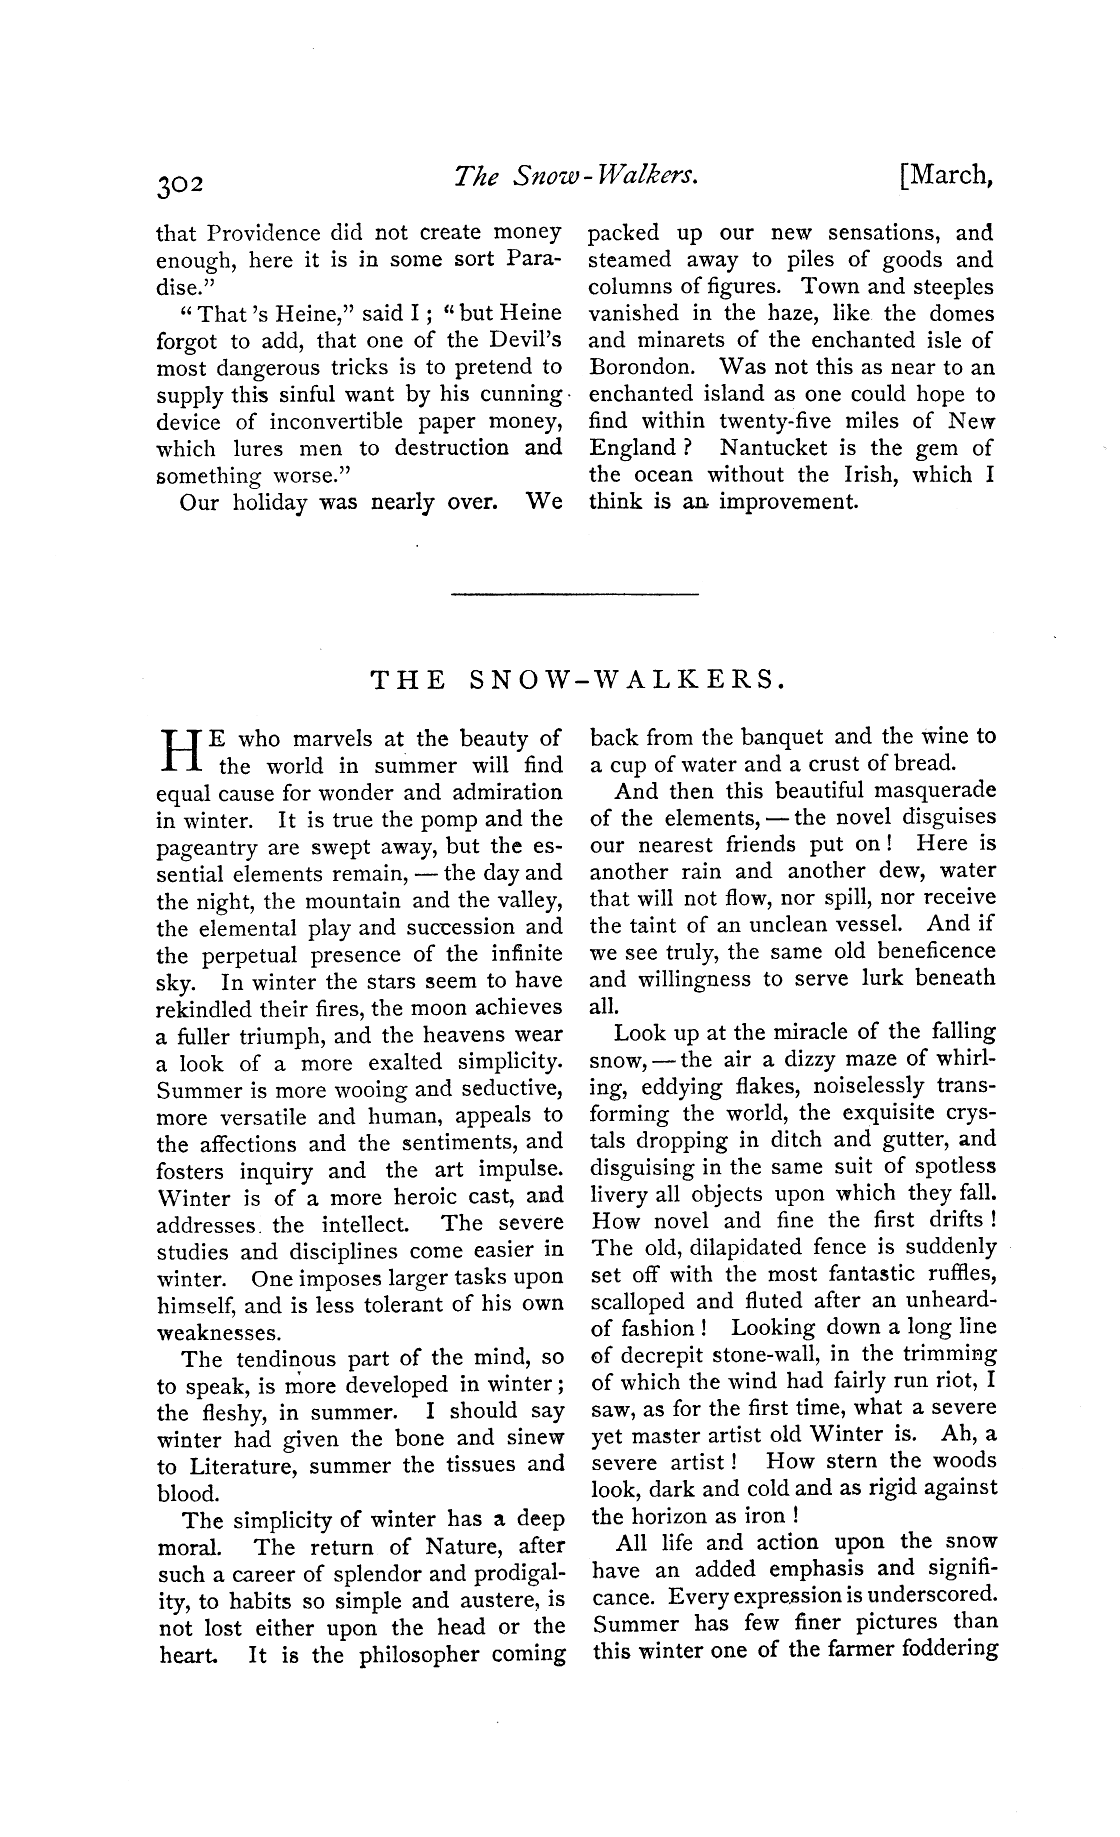 302 The Snow-Walkers. [March,
that Providence did not create money
enough, here it is in some sort Para-
dise."
"That 's Heine," said I; "but Heine
forgot to add, that one of the Devil's
most dangerous tricks is to pretend to
supply this sinful want by his cunning
device of inconvertible paper money,
which lures men to destruction and
something worse."
Our holiday was nearly over. We
packed up our new sensations, and
steamed away to piles of goods and
columns of figures. Town and steeples
vanished in the haze, like the domes
and minarets of the enchanted isle of
Borondon. Was not this as near to an
enchanted island as one could hope to
find within twenty-five miles of New
England? Nantucket is the gem of
the ocean without the Irish, which I
think is an improvement.
THE SNOW-WALKERS.
HE who marvels at the beauty of
the world in summer will find
equal cause for wonder and admiration
in winter. It is true the pomp and the
pageantry are swept away, but the es-
sential elements remain, — the day and
the night, the mountain and the valley,
the elemental play and succession and
the perpetual presence of the infinite
sky. In winter the stars seem to have
rekindled their fires, the moon achieves
a fuller triumph, and the heavens wear
a look of a more exalted simplicity.
Summer is more wooing and seductive,
more versatile and human, appeals to
the affections and the sentiments, and
fosters inquiry and the art impulse.
Winter is of a more heroic cast, and
addresses the intellect. The severe
studies and disciplines come easier in
winter. One imposes larger tasks upon
himself, and is less tolerant of his own
weaknesses.
The tendinous part of the mind, so
to speak, is more developed in winter;
the fleshy, in summer. I should say
winter had given the bone and sinew
to Literature, summer the tissues and
blood.
The simplicity of winter has a deep
moral. The return of Nature, after
such a career of splendor and prodigal-
ity, to habits so simple and austere, is
not lost either upon the head or the
heart. It is the philosopher coming
back from the banquet and the wine to
a cup of water and a crust of bread.
And then this beautiful masquerade
of the elements, — the novel disguises
our nearest friends put on! Here is
another rain and another dew, water
that will not flow, nor spill, nor receive
the taint of an unclean vessel. And if
we see truly, the same old beneficence
and willingness to serve lurk beneath
all.
Look up at the miracle of the falling
snow, — the air a dizzy maze of whirl-
ing, eddying flakes, noiselessly trans-
forming the world, the exquisite crys-
tals dropping in ditch and gutter, and
disguising in the same suit of spotless
livery all objects upon which they fall.
How novel and fine the first drifts!
The old, dilapidated fence is suddenly
set off with the most fantastic ruffles,
scalloped and fluted after an unheard-
of fashion! Looking down a long line
of decrepit stone-wall, in the trimming
of which the wind had fairly run riot, I
saw, as for the first time, what a severe
yet master artist old Winter is. Ah, a
severe artist! How stern the woods
look, dark and cold and as rigid against
the horizon as iron!
All life and action upon the snow
have an added emphasis and signifi-
cance. Every expression is underscored.
Summer has few finer pictures than
this winter one of the farmer foddering